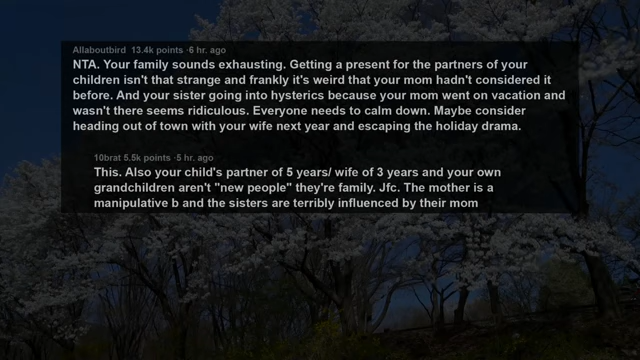 Allaboutbird 13.4k points ·6 hr. ago
NTA. Your family sounds exhausting. Getting a present for the partners of your
children isn't that strange and frankly it's weird that your mom hadn't considered it
before. And your sister going into hysterics because your mom went on vacation and
wasn't there seems ridiculous. Everyone needs to calm down. Maybe consider
heading out of town with your wife next year and escaping the holiday drama.
10brat 5.5k points ·5 hr. ago
This. Also your child's partner of 5 years/ wife of 3 years and your own
grandchildren aren't "new people" they're family. Jfc. The mother is a
manipulative b and the sisters are terribly influenced by their mom